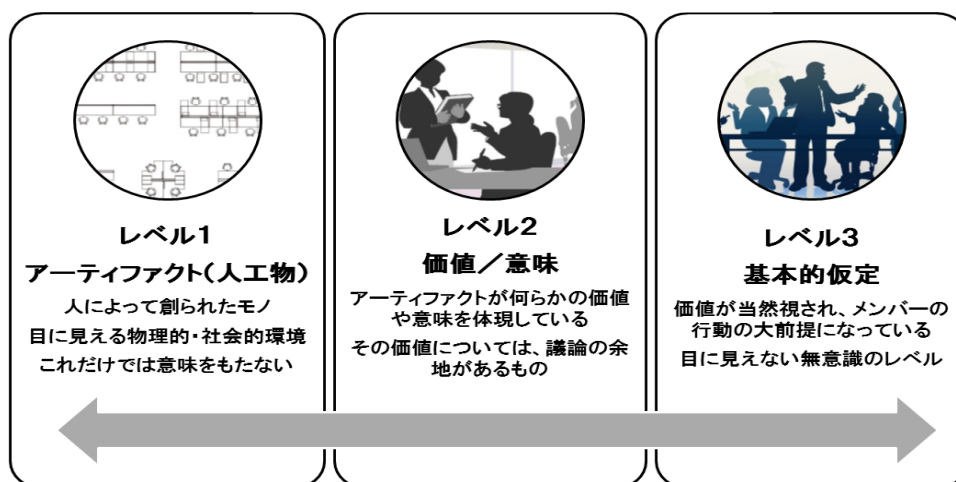 レベル1
アーティファクト（人工物）
人によって創られたモノ
目に見える物理的・社会的環境
これだけでは意味をもたない
レベル2
価値／意味
アーティファクトが何らかの価値
や意味を体現している
その価値については、議論の余
地があるもの
レベル3
基本的仮定
価値が当然視され、メンバーの
行動の大前提になっている
目に見えない無意識のレベル